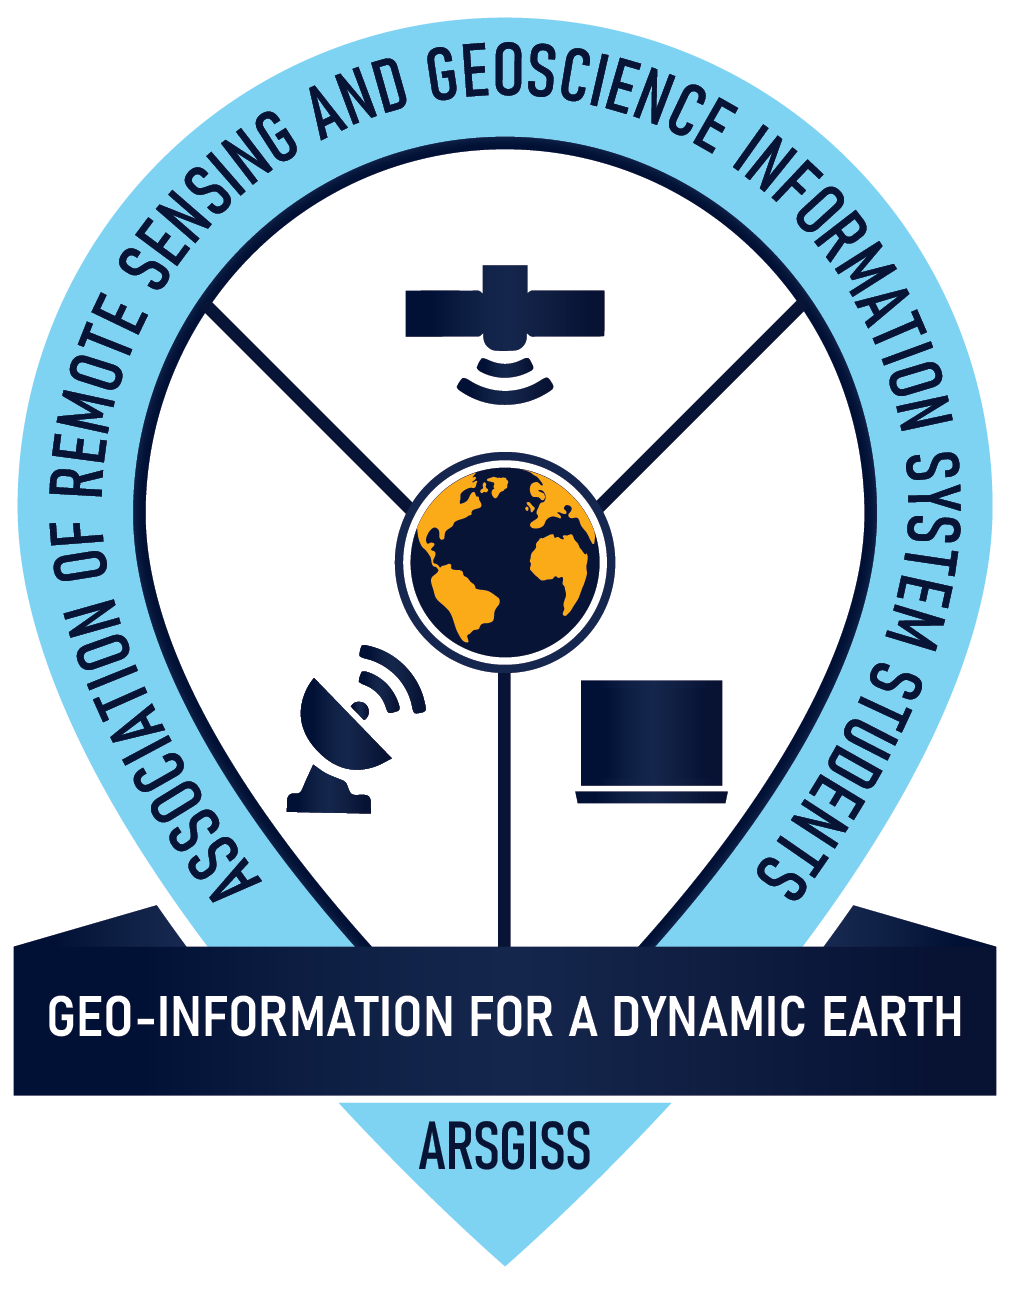 ASSOCIATION OF REMOTE SENSING AND GEOSCIENCE INFORMATION SYSTEM STUDENTS
GEO-INFORMATION FOR A DYNAMIC EARTH
ARSGISS